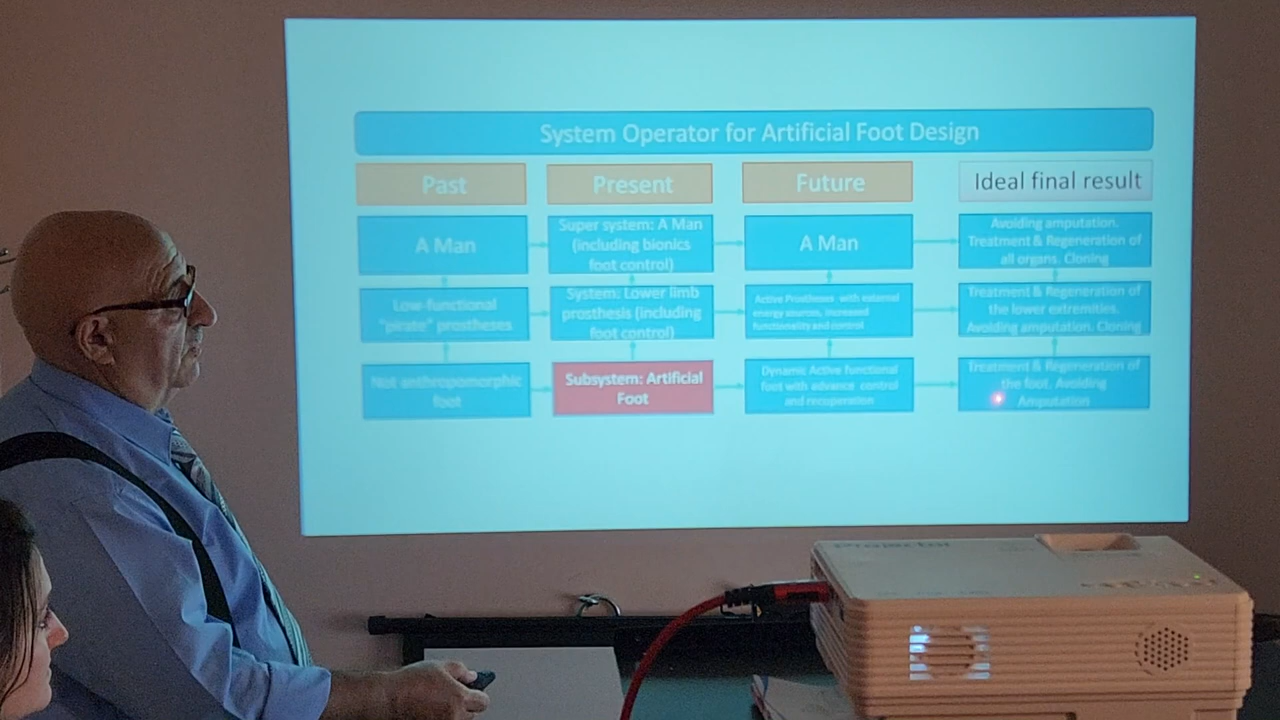 System Operator for Artificial Foot Design
Past
Present
Future
Ideal final result
A Man
Super system: A Man
(including bionics
foot control)
A Man
Avoiding amputation.
Treatment & Regeneration of
all organs. Cloning
Low-functional
"pirate" prostheses
System: Lower limb
prosthesis (including
foot control)
Active Prostheses with external
energy sources, increased
functionality and control
Treatment & Regeneration of
the lower extremities.
Avoiding amputation. Cloning
Not anthropomorphic
foot
Subsystem: Artificial
Foot
Dynamic Active functional
foot with advance control
and recuperation
Treatment & Regeneration of
the foot. Avoiding
Amputation
Projector